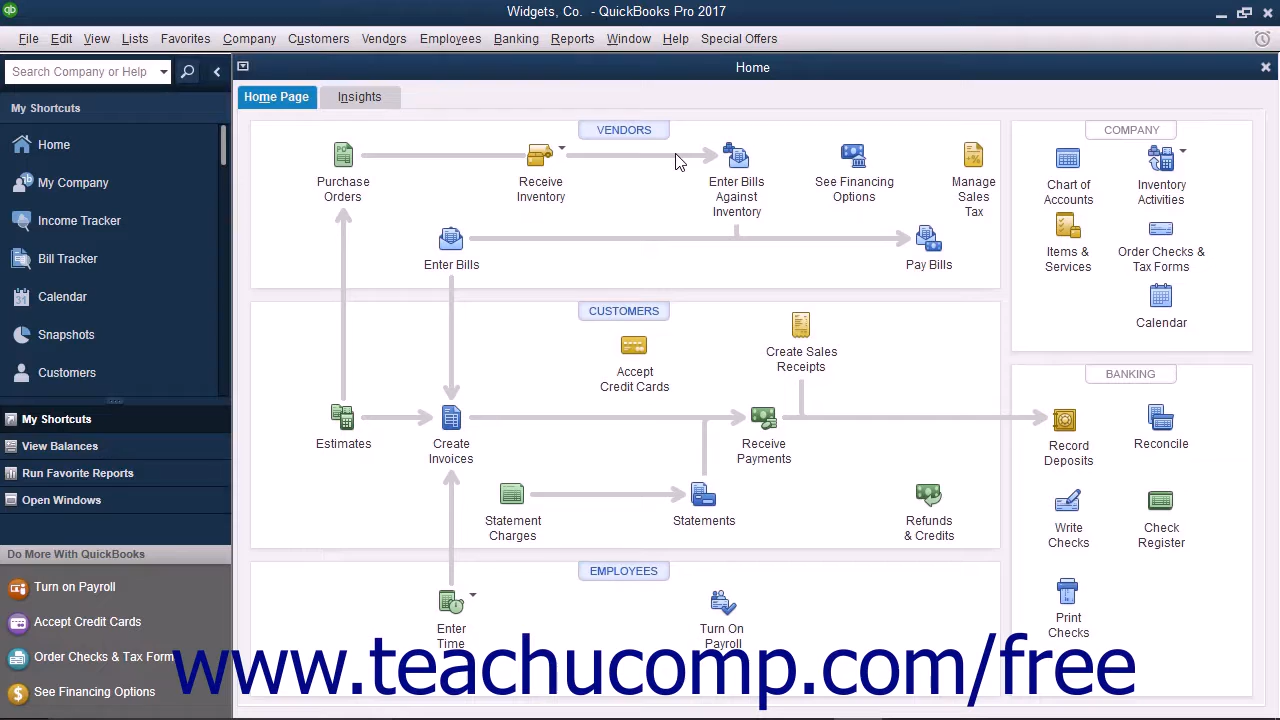 Widgets, Co. - QuickBooks Pro 2017
File Edit View Lists Favorites Company Customers Vendors Employees Banking Reports Window Help Special Offers
Search Company or Help
Home
My Shortcuts
Home
My Company
Income Tracker
Bill Tracker
Calendar
Snapshots
Customers
My Shortcuts
View Balances
Run Favorite Reports
Open Windows
Do More With QuickBooks
Turn on Payroll
Accept Credit Cards
Order Checks & Tax Form
See Financing Options
Home Page
Insights
VENDORS
Purchase
Orders
Receive
Inventory
Enter Bills
Against
Inventory
See Financing
Options
Manage
Sales
Tax
Enter Bills
Pay Bills
CUSTOMERS
Accept
Credit Cards
Create Sales
Receipts
Estimates
Create
Invoices
Receive
Payments
Statement
Charges
Statements
Refunds
& Credits
EMPLOYEES
Enter
Time
Turn On
Payroll
COMPANY
Chart of
Accounts
Inventory
Activities
Items &
Services
Order Checks &
Tax Forms
Calendar
BANKING
Record
Deposits
Reconcile
Write
Checks
Check
Register
Print
Checks
www.teachucomp.com/free